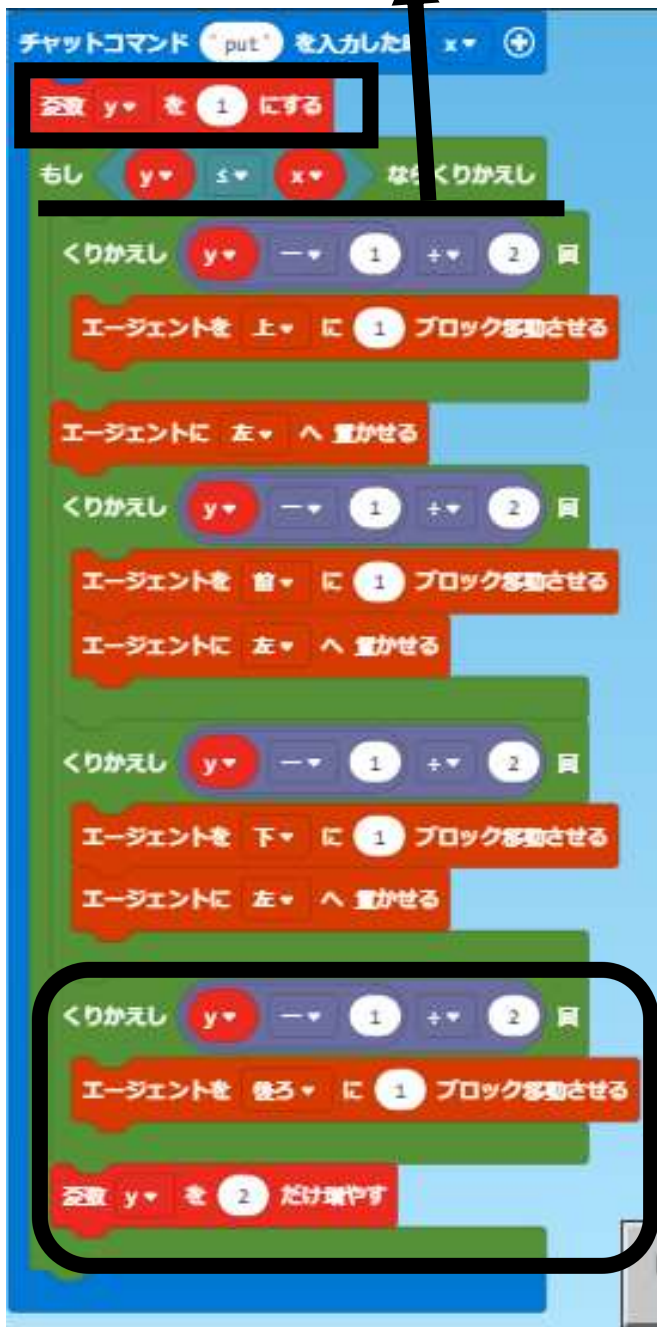 チャットコマンド "put" を入力した x
変数 y を 1 にする
もし y ≤ x ならくりかえし
くりかえし y - 1 ÷ 2 回
エージェントを 上 に 1 ブロック移動させる
エージェントに 左 へ 置かせる
くりかえし y - 1 ÷ 2 回
エージェントを 前 に 1 ブロック移動させる
エージェントに 左 へ 置かせる
くりかえし y - 1 ÷ 2 回
エージェントを 下 に 1 ブロック移動させる
エージェントに 左 へ 置かせる
くりかえし y - 1 ÷ 2 回
エージェントを 後ろ に 1 ブロック移動させる
変数 y を 2 だけ増やす